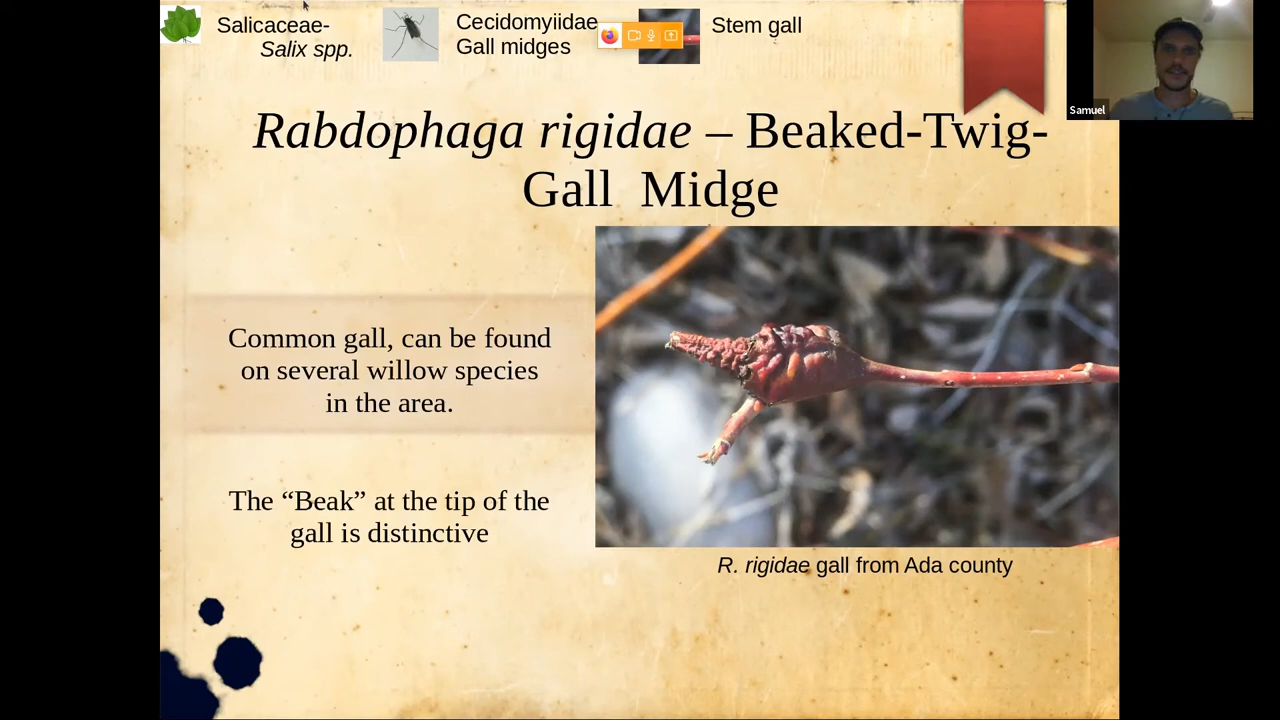 Salicaceae-
Salix spp.
Cecidomyiidae
Gall midges
Stem gall
Samuel
Rabdophaga rigidae – Beaked-Twig-
Gall Midge
Common gall, can be found
on several willow species
in the area.
The “Beak” at the tip of the
gall is distinctive
R. rigidae gall from Ada county